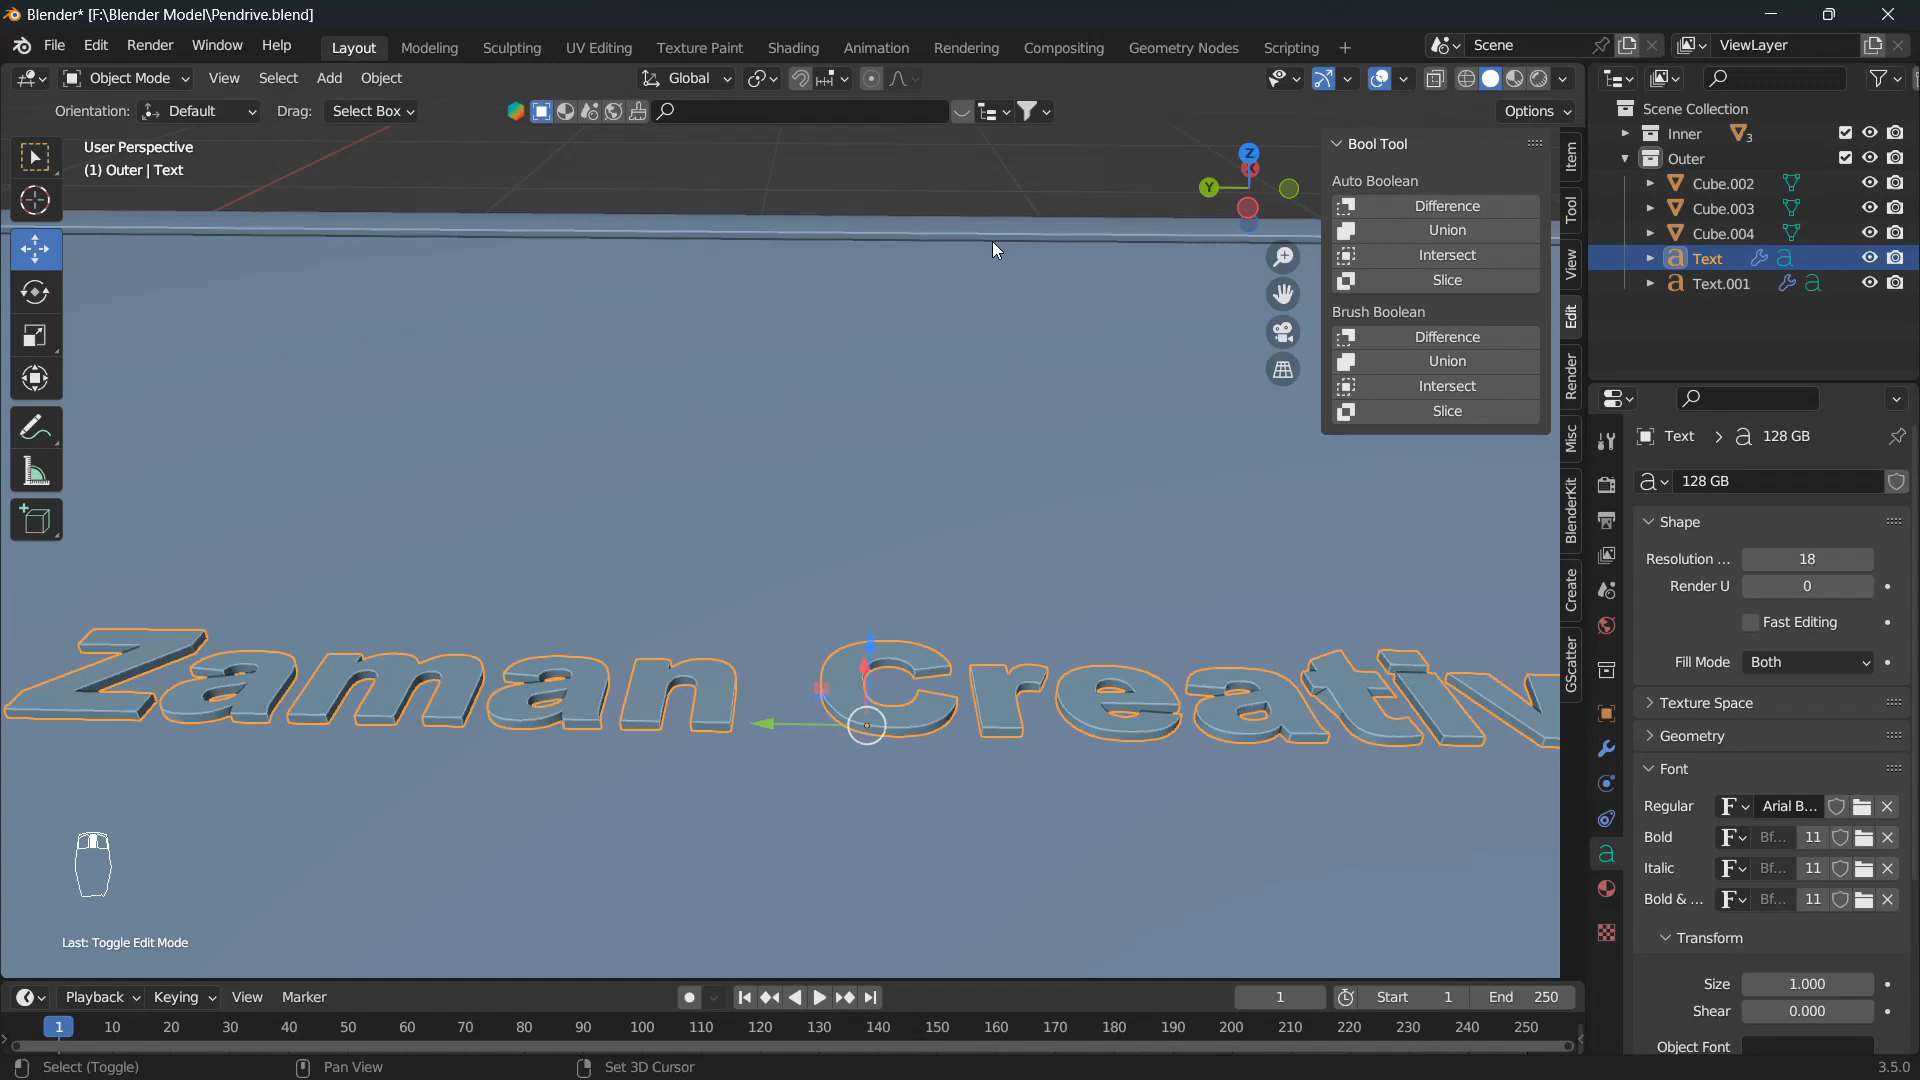 Blender* [F:\Blender Model\Pendrive.blend]
File Edit Render Window Help
Layout Modeling Sculpting UV Editing Texture Paint Shading Animation Rendering Compositing Geometry Nodes Scripting +
Scene
ViewLayer
Object Mode View Select Add Object
Global
Orientation: Default Drag: Select Box
Options
User Perspective
(1) Outer | Text
Z
Y
Bool Tool
Auto Boolean
Difference
Union
Intersect
Slice
Brush Boolean
Difference
Union
Intersect
Slice
Item
Tool
View
Edit
Render
Misc
BlenderKit
Create
GScatter
Scene Collection
Inner 3
Outer
Cube.002
Cube.003
Cube.004
Text
Text.001
Text > 128 GB
128 GB
Shape
Resolution ... 18
Render U 0
Fast Editing
Fill Mode Both
Texture Space
Geometry
Font
Regular Arial B...
Bold Bf... 11
Italic Bf... 11
Bold & ... Bf... 11
Transform
Size 1.000
Shear 0.000
Object Font
Zaman Creativ
Last: Toggle Edit Mode
Playback Keying View Marker
1 Start 1 End 250
1 10 20 30 40 50 60 70 80 90 100 110 120 130 140 150 160 170 180 190 200 210 220 230 240 250
Select (Toggle) Pan View Set 3D Cursor 3.5.0